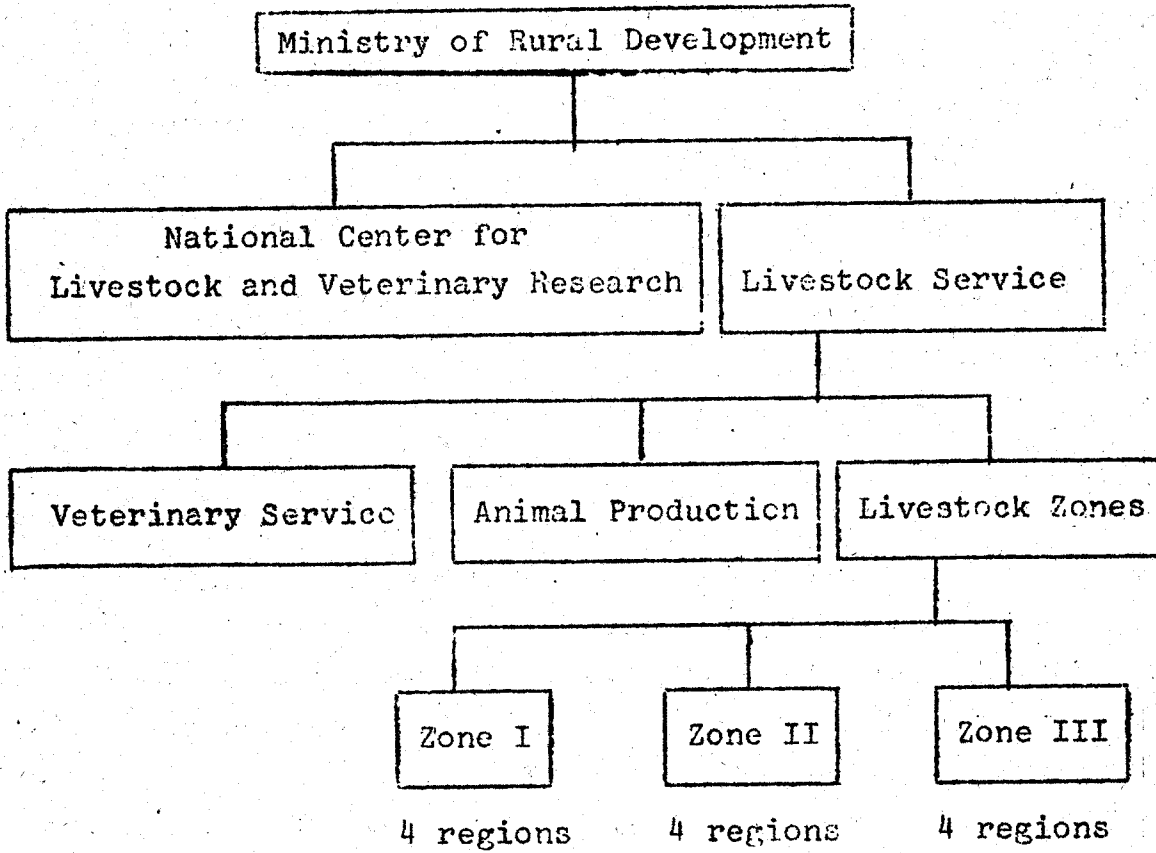 Ministry of Rural Development
National Center for
Livestock and Veterinary Research
Livestock Service
Veterinary Service
Animal Production
Livestock Zones
Zone I
Zone II
Zone III
4 regions
4 regions
4 regions